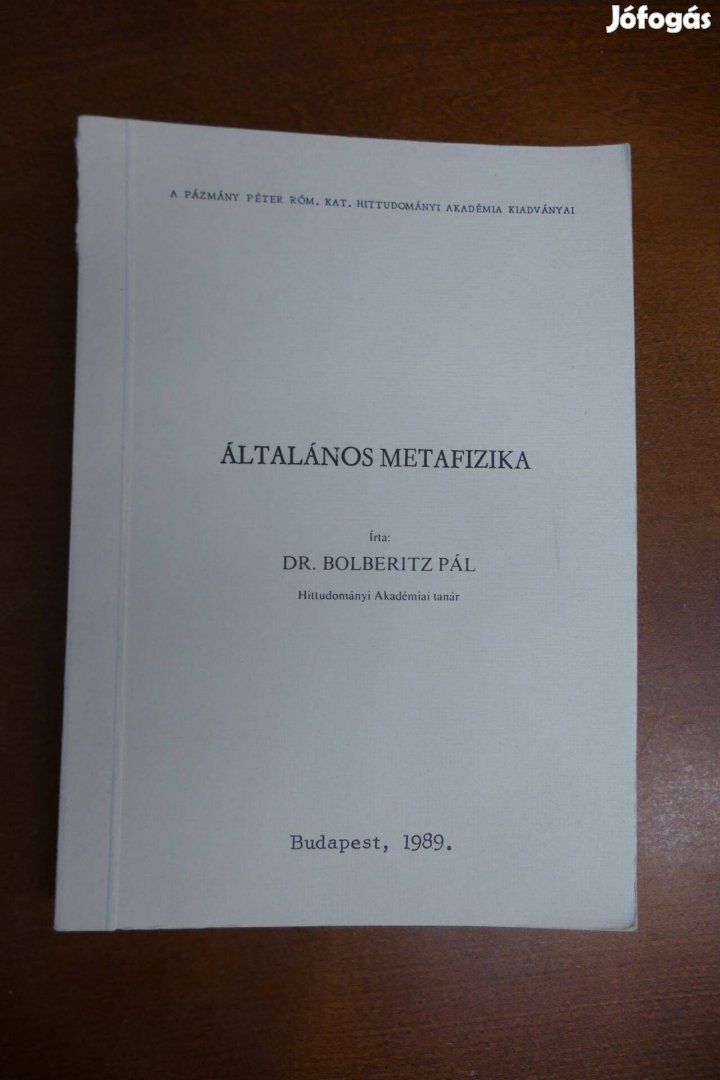 Jófogás
A PÁZMÁNY PÉTER RÓM. KAT. HITTUDOMÁNYI AKADÉMIA KIADVÁNYAI
ÁLTALÁNOS METAFIZIKA
Írta:
DR. BOLBERITZ PÁL
Hittudományi Akadémiai tanár
Budapest, 1989.